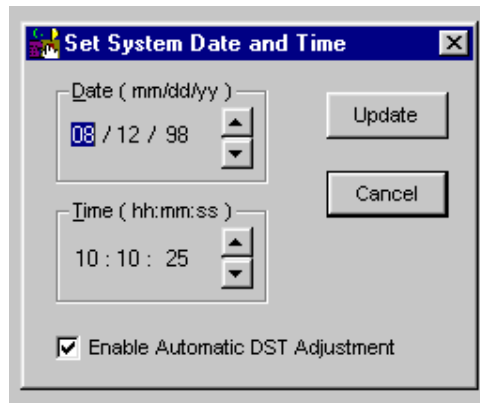 Set System Date and Time
Date ( mm/dd/yy )
08 / 12 / 98
Update
Cancel
Time ( hh:mm:ss )
10 : 10 : 25
Enable Automatic DST Adjustment